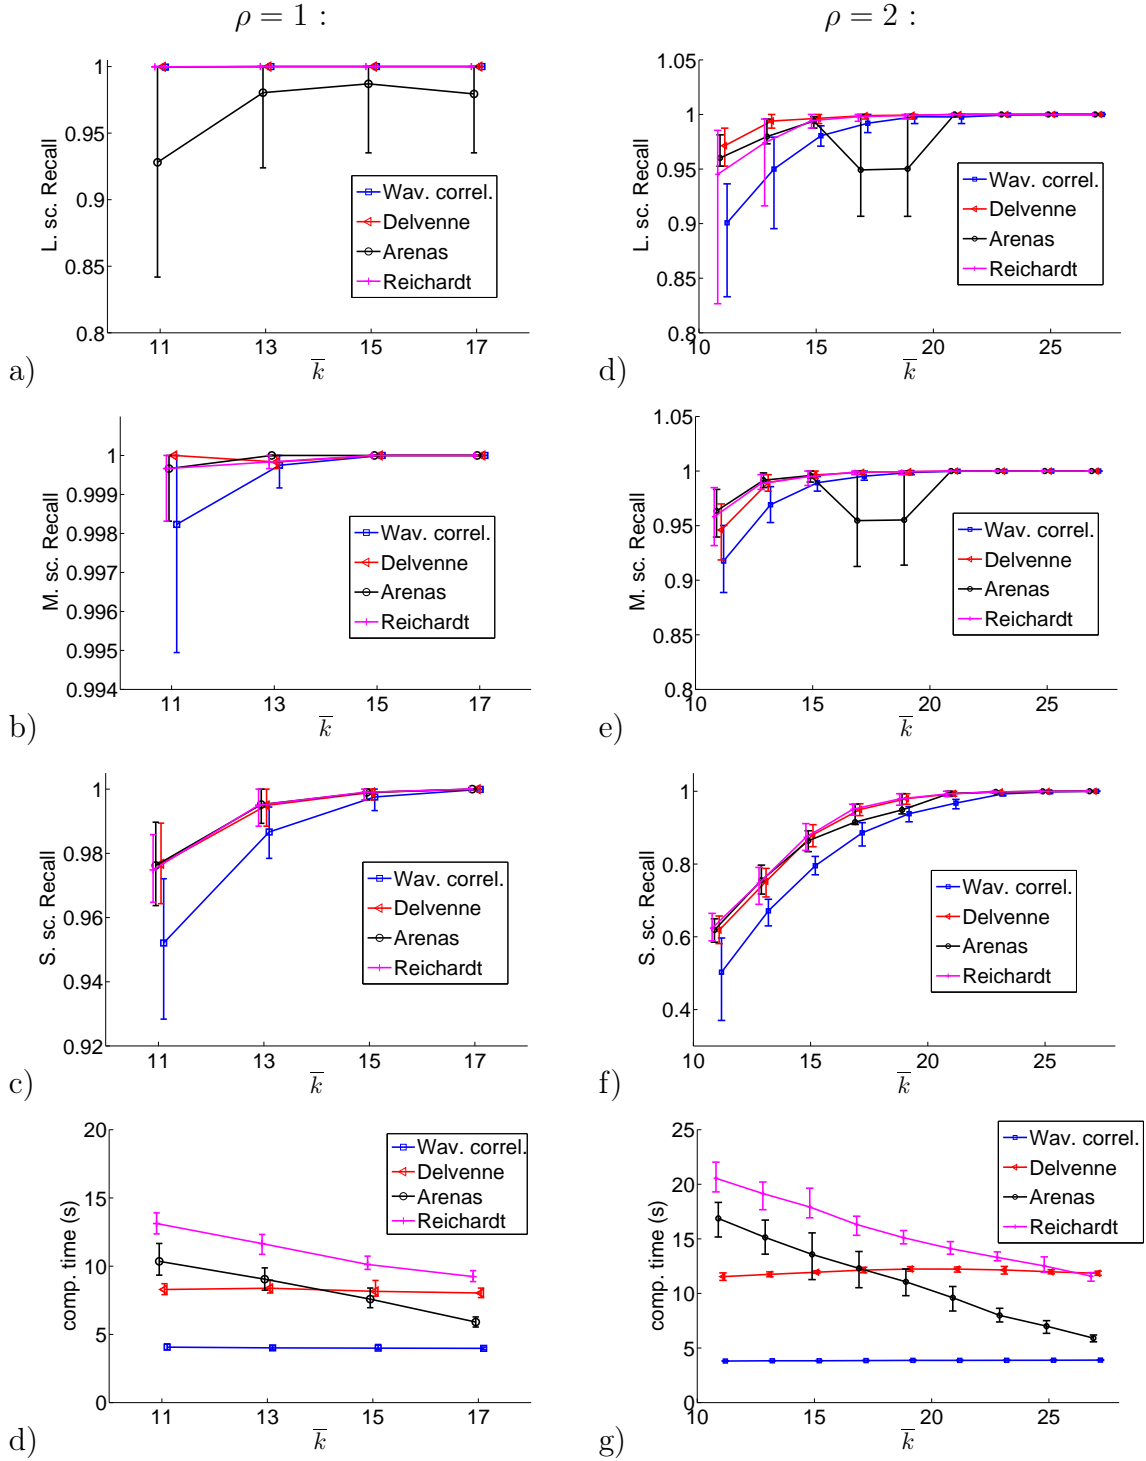 ρ = 1 :
1
0.95
0.9
0.85
0.8
11 13 15 17
L. sc. Recall
k̄
Wav. correl.
Delvenne
Arenas
Reichardt
a)
ρ = 2 :
1.05
1
0.95
0.9
0.85
0.8
10 15 20 25
L. sc. Recall
k̄
Wav. correl.
Delvenne
Arenas
Reichardt
d)
1
0.999
0.998
0.997
0.996
0.995
0.994
11 13 15 17
M. sc. Recall
k̄
Wav. correl.
Delvenne
Arenas
Reichardt
b)
1.05
1
0.95
0.9
0.85
0.8
10 15 20 25
M. sc. Recall
k̄
Wav. correl.
Delvenne
Arenas
Reichardt
e)
1
0.98
0.96
0.94
0.92
11 13 15 17
S. sc. Recall
k̄
Wav. correl.
Delvenne
Arenas
Reichardt
c)
1
0.8
0.6
0.4
10 15 20 25
S. sc. Recall
k̄
Wav. correl.
Delvenne
Arenas
Reichardt
f)
20
15
10
5
0
11 13 15 17
comp. time (s)
k̄
Wav. correl.
Delvenne
Arenas
Reichardt
d)
25
20
15
10
5
0
10 15 20 25
comp. time (s)
k̄
Wav. correl.
Delvenne
Arenas
Reichardt
g)